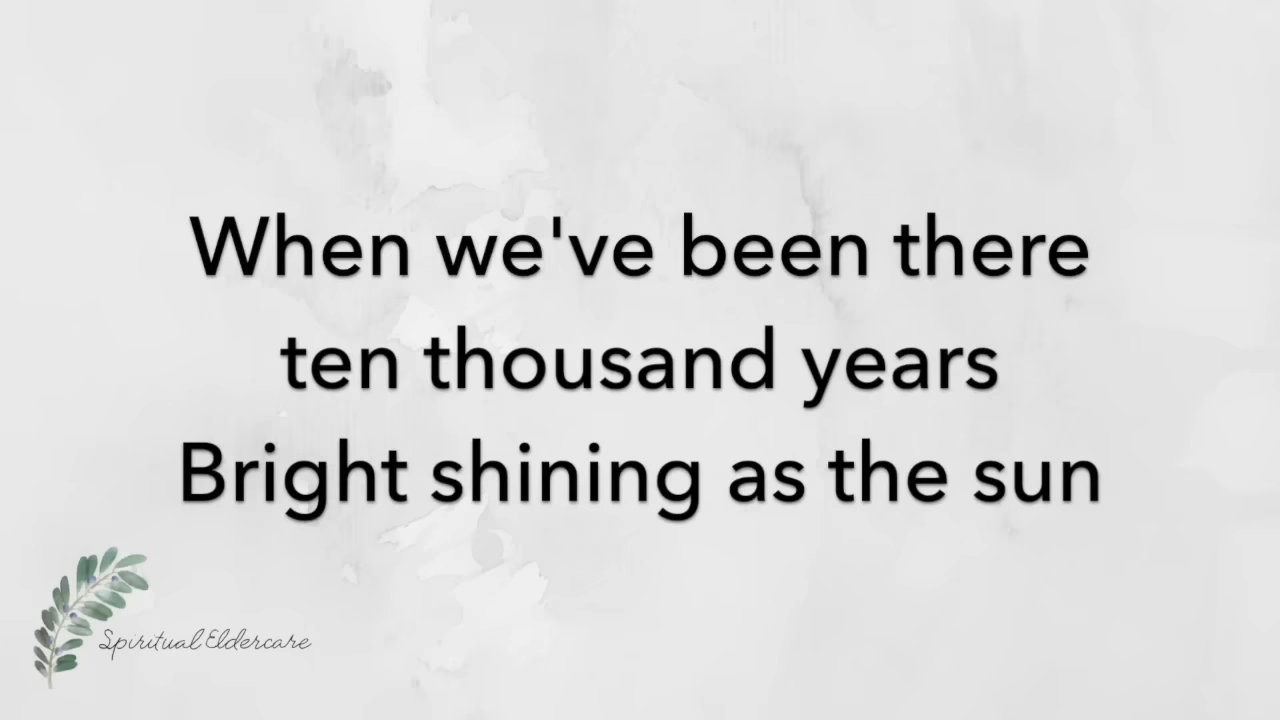 When we've been there
ten thousand years
Bright shining as the sun
Spiritual Eldercare